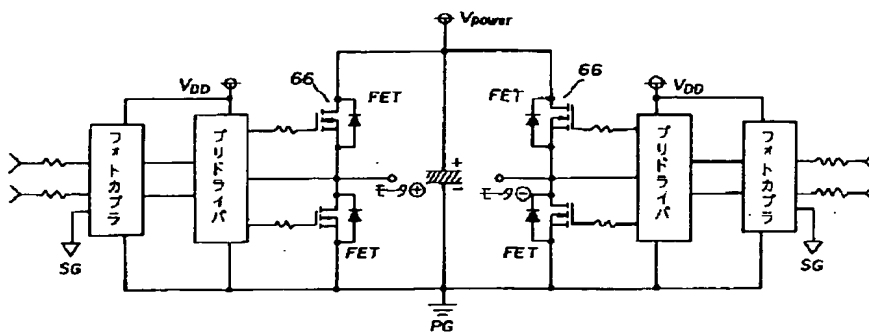 Vpower
66
66
VDD
FET
FET
VDD
フォトカプラ
プリドライバ
プリドライバ
フォトカプラ
+
−
モータ⊕
モータ⊖
SG
FET
FET
SG
PG